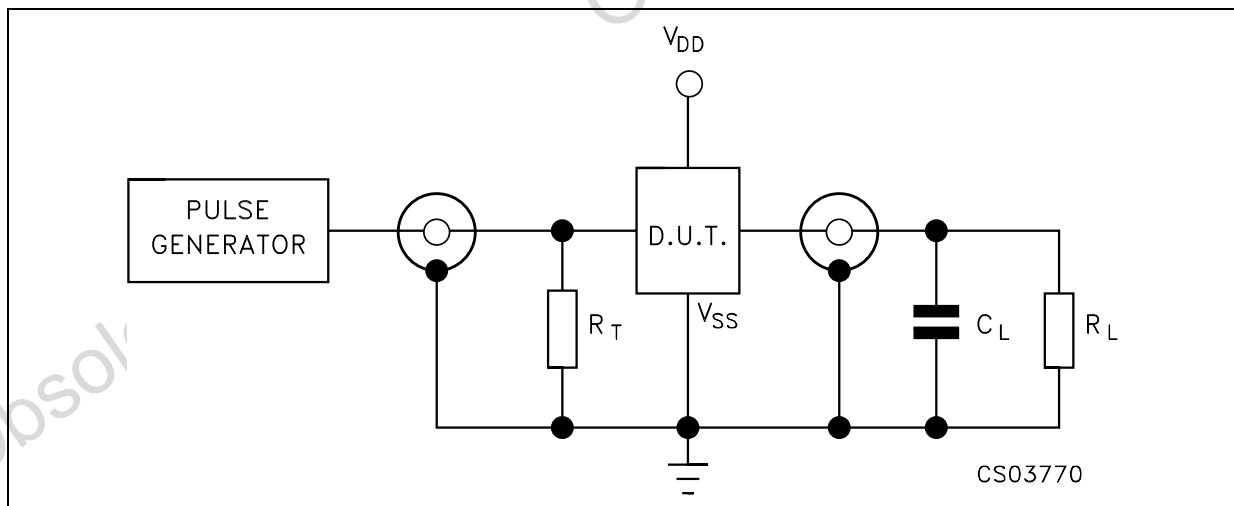 VDD
PULSE
GENERATOR
D.U.T.
RT
VSS
CL
RL
CS03770